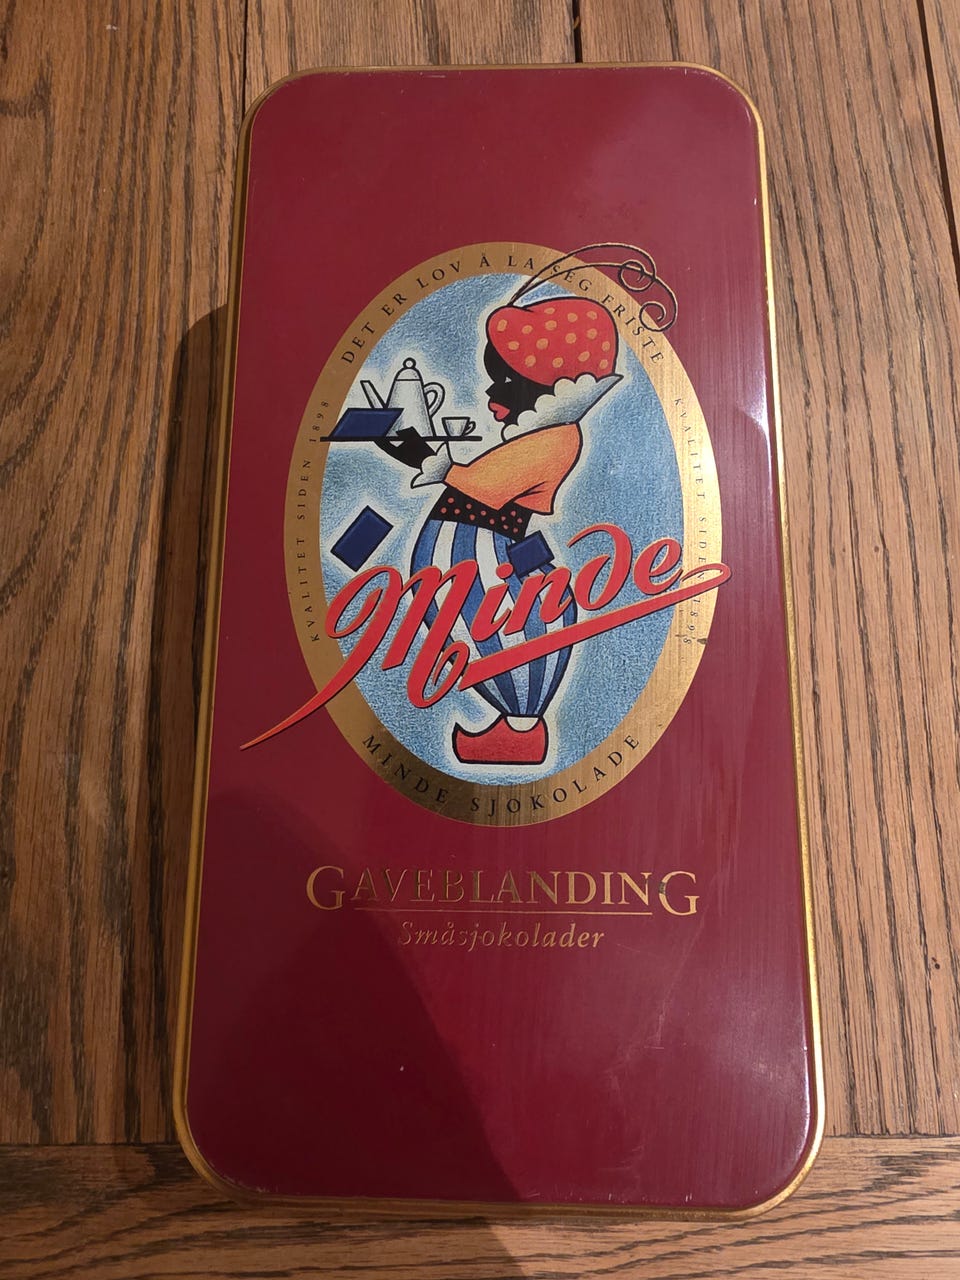 DET ER LOV Å LA SEG FRISTE
KVALITET SIDEN 1898
KVALITET SIDEN 1898
Minde
MINDE SJOKOLADE
GAVEBLANDING
Småsjokolader